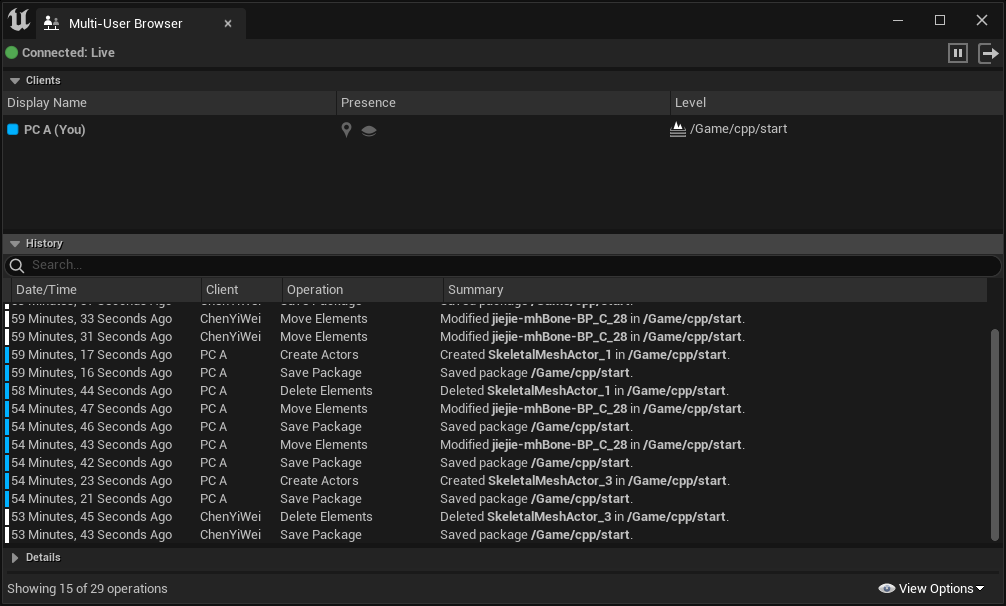 Multi-User Browser
Connected: Live
Clients
Display Name Presence Level
PC A (You) /Game/cpp/start
History
Search...
Date/Time Client Operation Summary
59 Minutes, 33 Seconds Ago ChenYiWei Move Elements Modified jiejie-mhBone-BP_C_28 in /Game/cpp/start.
59 Minutes, 31 Seconds Ago ChenYiWei Move Elements Modified jiejie-mhBone-BP_C_28 in /Game/cpp/start.
59 Minutes, 17 Seconds Ago PC A Create Actors Created SkeletalMeshActor_1 in /Game/cpp/start.
59 Minutes, 16 Seconds Ago PC A Save Package Saved package /Game/cpp/start.
58 Minutes, 44 Seconds Ago PC A Delete Elements Deleted SkeletalMeshActor_1 in /Game/cpp/start.
54 Minutes, 47 Seconds Ago PC A Move Elements Modified jiejie-mhBone-BP_C_28 in /Game/cpp/start.
54 Minutes, 46 Seconds Ago PC A Save Package Saved package /Game/cpp/start.
54 Minutes, 43 Seconds Ago PC A Move Elements Modified jiejie-mhBone-BP_C_28 in /Game/cpp/start.
54 Minutes, 42 Seconds Ago PC A Save Package Saved package /Game/cpp/start.
54 Minutes, 23 Seconds Ago PC A Create Actors Created SkeletalMeshActor_3 in /Game/cpp/start.
54 Minutes, 21 Seconds Ago PC A Save Package Saved package /Game/cpp/start.
53 Minutes, 45 Seconds Ago ChenYiWei Delete Elements Deleted SkeletalMeshActor_3 in /Game/cpp/start.
53 Minutes, 43 Seconds Ago ChenYiWei Save Package Saved package /Game/cpp/start.
Details
Showing 15 of 29 operations View Options